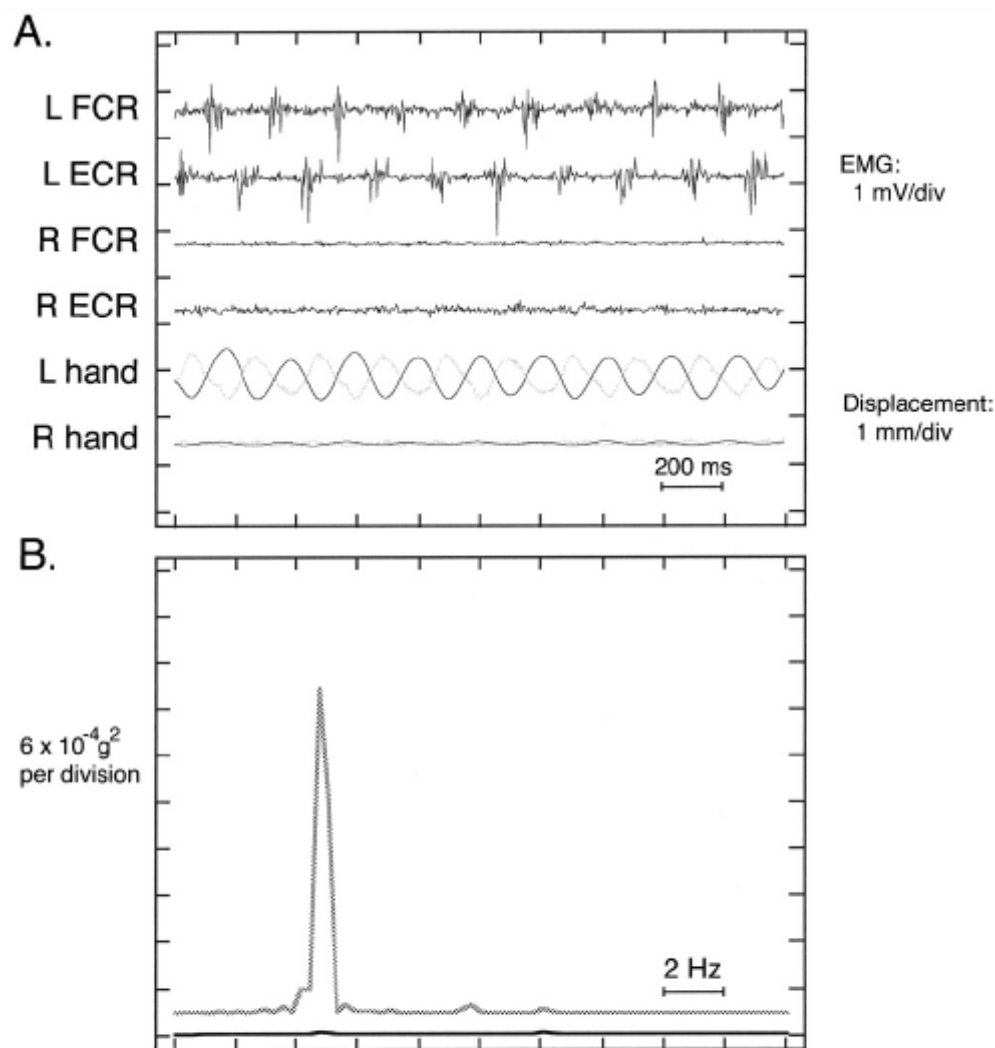 A.
L FCR
L ECR
R FCR
R ECR
L hand
R hand
EMG:
1 mV/div
Displacement:
1 mm/div
200 ms
B.
6 x 10⁻⁴g²
per division
2 Hz